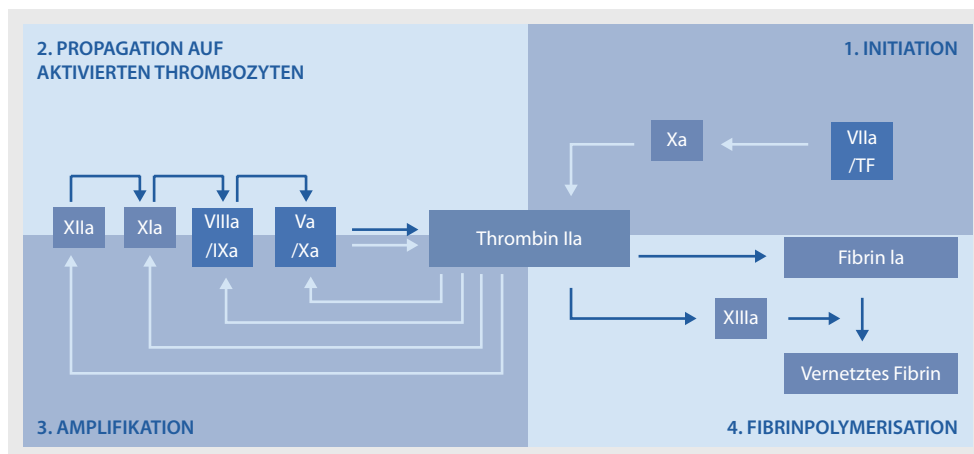 2. PROPAGATION AUF
AKTIVIERTEN THROMBOZYTEN
1. INITIATION
Xa
VIIa
/TF
XIIa
XIa
VIIIa
/IXa
Va
/Xa
Thrombin IIa
Fibrin Ia
XIIIa
Vernetztes Fibrin
3. AMPLIFIKATION
4. FIBRINPOLYMERISATION